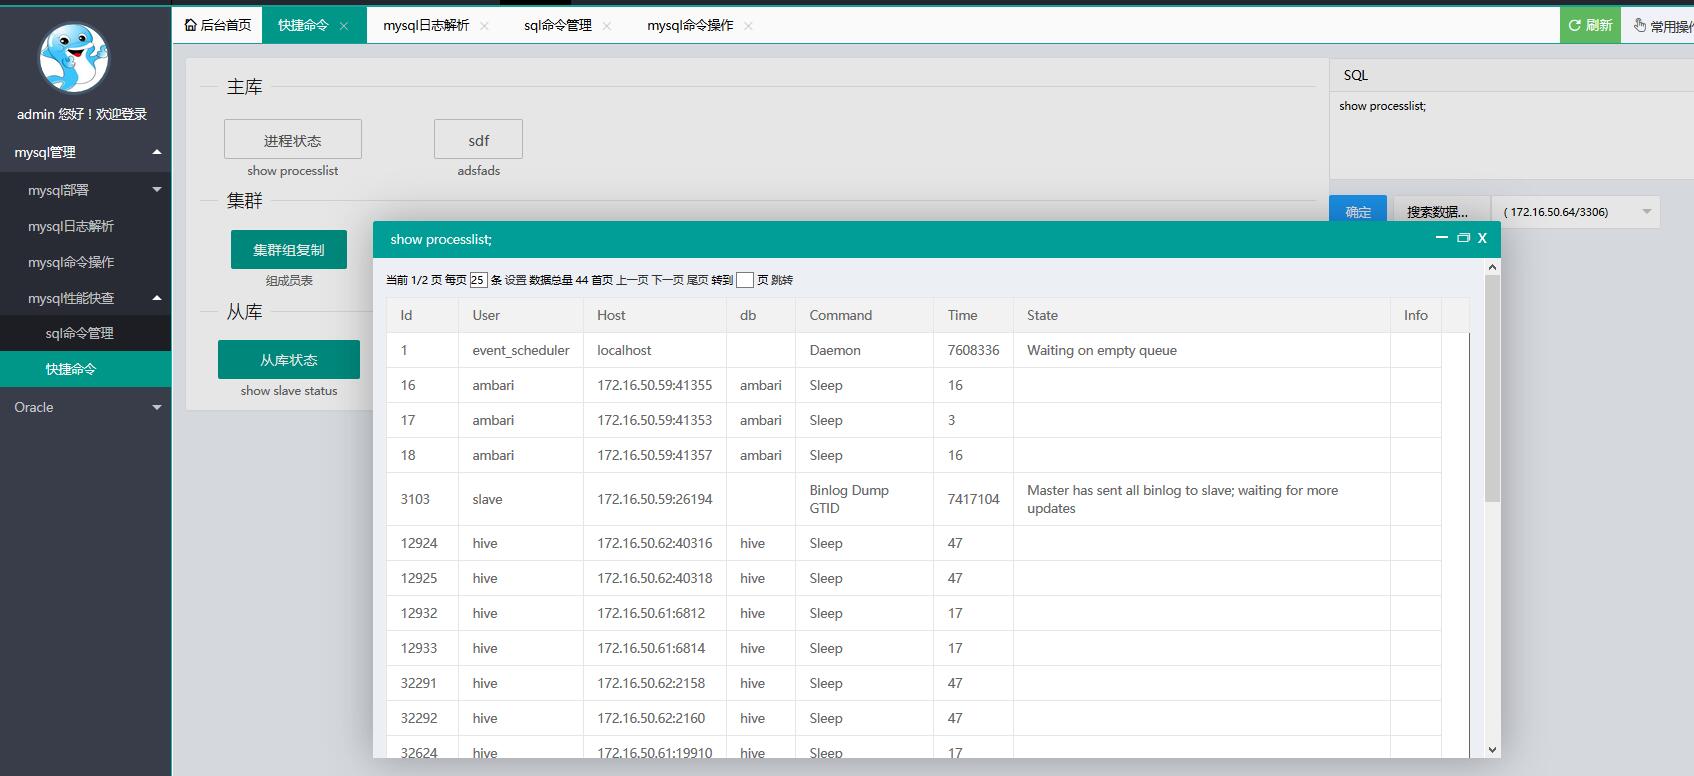 后台首页 快捷命令 mysql日志解析 sql命令管理 mysql命令操作 刷新
admin 您好！欢迎登录
mysql管理
mysql部署
mysql日志解析
mysql命令操作
mysql性能快查
sql命令管理
快捷命令
Oracle
主库
进程状态 sdf
show processlist adsfads
集群
集群组复制
组成员表
从库
从库状态
show slave status
SQL
show processlist;
确定 搜索数据... ( 172.16.50.64/3306)
show processlist; X
当前 1/2 页 每页 25 条 设置 数据总量 44 首页 上一页 下一页 尾页 转到 页 跳转
Id User Host db Command Time State Info
1 event_scheduler localhost Daemon 7608336 Waiting on empty queue
16 ambari 172.16.50.59:41355 ambari Sleep 16
17 ambari 172.16.50.59:41353 ambari Sleep 3
18 ambari 172.16.50.59:41357 ambari Sleep 16
3103 slave 172.16.50.59:26194 Binlog Dump GTID 7417104 Master has sent all binlog to slave; waiting for more updates
12924 hive 172.16.50.62:40316 hive Sleep 47
12925 hive 172.16.50.62:40318 hive Sleep 47
12932 hive 172.16.50.61:6812 hive Sleep 17
12933 hive 172.16.50.61:6814 hive Sleep 17
32291 hive 172.16.50.62:2158 hive Sleep 47
32292 hive 172.16.50.62:2160 hive Sleep 47
32624 hive 172.16.50.61:19910 hive Sleep 17